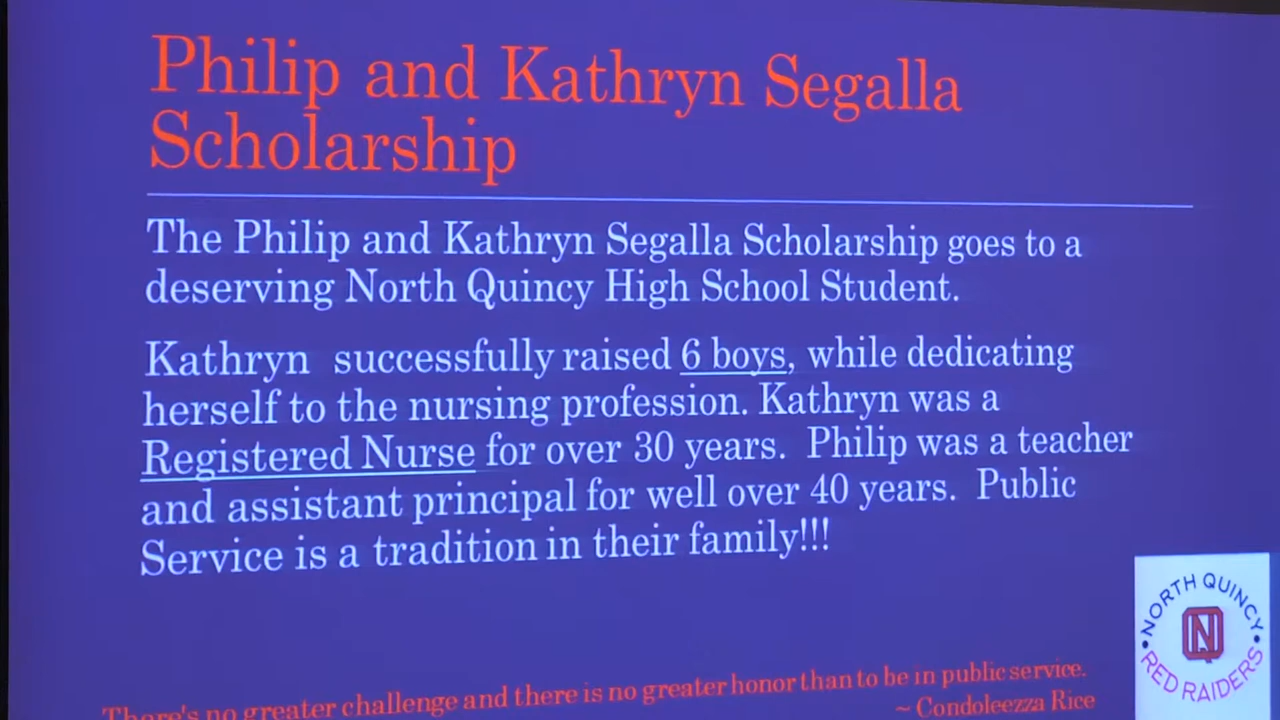 Philip and Kathryn Segalla
Scholarship
The Philip and Kathryn Segalla Scholarship goes to a
deserving North Quincy High School Student.
Kathryn  successfully raised 6 boys, while dedicating
herself to the nursing profession. Kathryn was a
Registered Nurse for over 30 years.  Philip was a teacher
and assistant principal for well over 40 years.  Public
Service is a tradition in their family!!!
There's no greater challenge and there is no greater honor than to be in public service.
~ Condoleezza Rice
• NORTH QUINCY •
NQ
RED RAIDERS